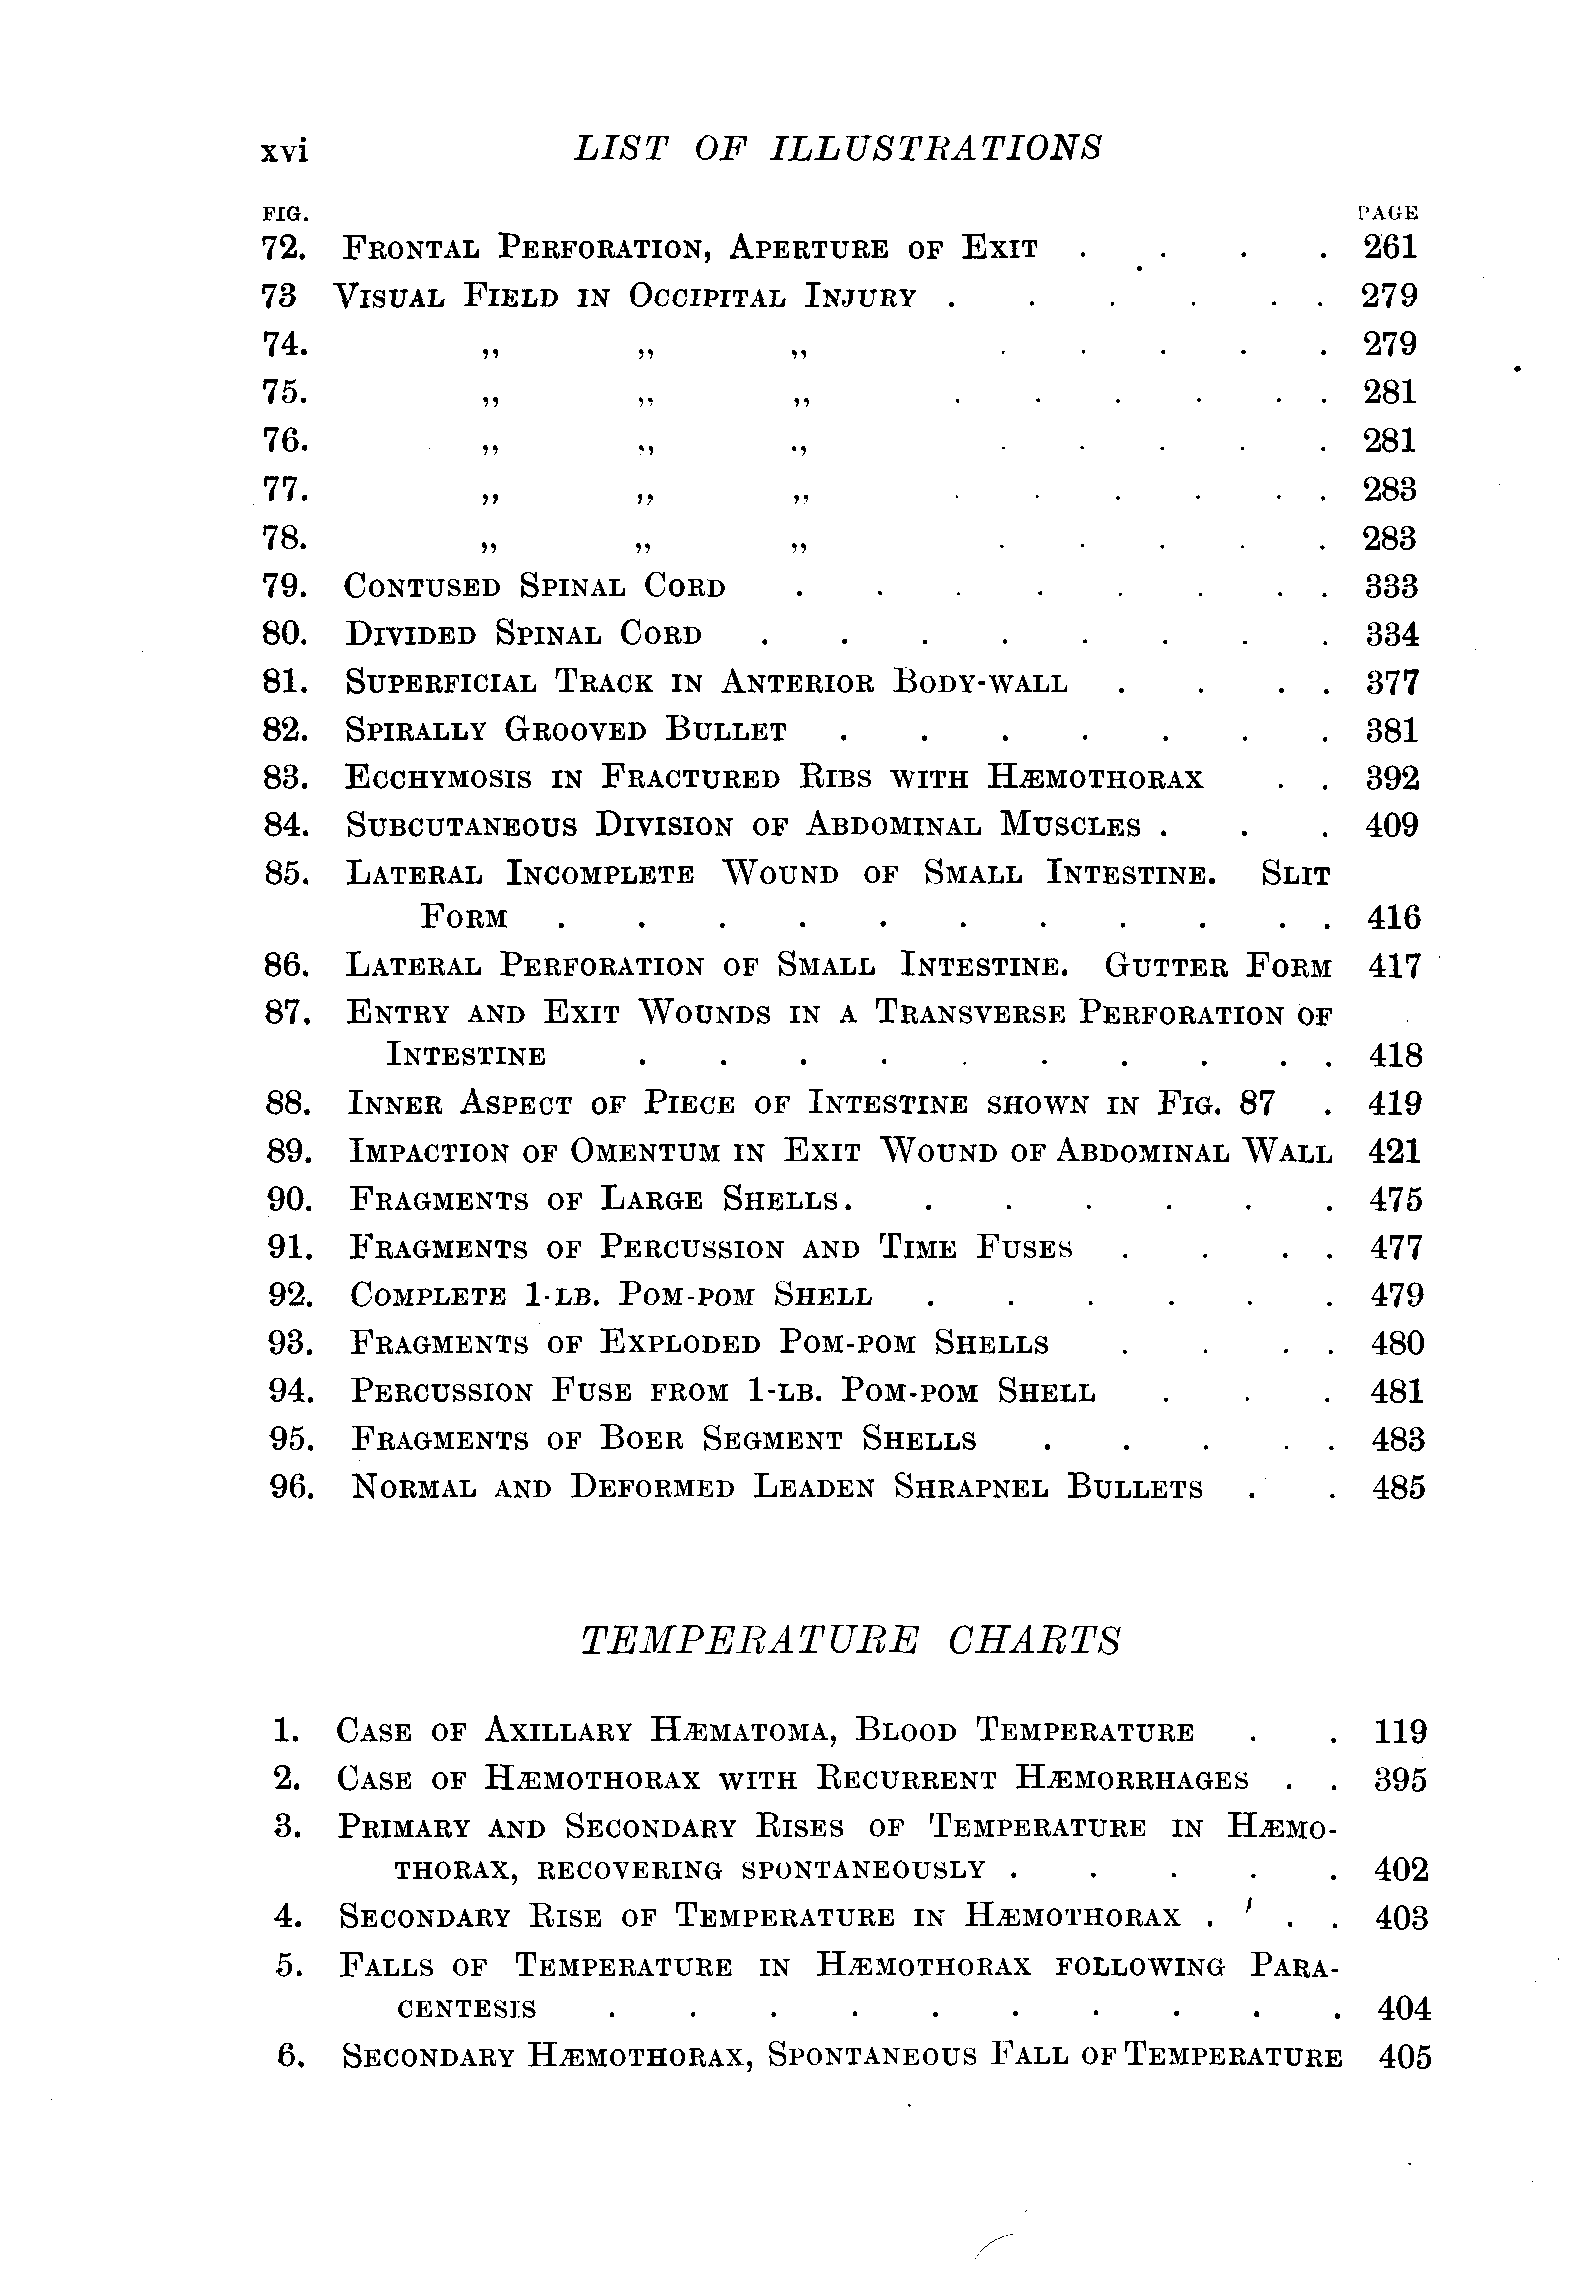 xvi LIST OF ILLUSTRATIONS
FIG. PAGE
72. Frontal Perforation, Aperture of Exit . . . . 261
73 Visual Field in Occipital Injury . . . . . . 279
74. „ „ „ . . . . . 279
75. „ „ „ . . . . . . 281
76. „ „ „ . . . . . 281
77. „ „ „ . . . . . . 283
78. „ „ „ . . . . . 283
79. Contused Spinal Cord . . . . . . . . 333
80. Divided Spinal Cord . . . . . . . . 334
81. Superficial Track in Anterior Body-wall . . . . 377
82. Spirally Grooved Bullet . . . . . . . 381
83. Ecchymosis in Fractured Ribs with Hæmothorax . . 392
84. Subcutaneous Division of Abdominal Muscles . . . 409
85. Lateral Incomplete Wound of Small Intestine. Slit
Form . . . . . . . . . . . 416
86. Lateral Perforation of Small Intestine. Gutter Form 417
87. Entry and Exit Wounds in a Transverse Perforation of
Intestine . . . . . . . . . . 418
88. Inner Aspect of Piece of Intestine shown in Fig. 87 . 419
89. Impaction of Omentum in Exit Wound of Abdominal Wall 421
90. Fragments of Large Shells . . . . . . . 475
91. Fragments of Percussion and Time Fuses . . . . 477
92. Complete 1-lb. Pom-pom Shell . . . . . . 479
93. Fragments of Exploded Pom-pom Shells . . . . 480
94. Percussion Fuse from 1-lb. Pom-pom Shell . . . 481
95. Fragments of Boer Segment Shells . . . . . 483
96. Normal and Deformed Leaden Shrapnel Bullets . . 485
TEMPERATURE CHARTS
1. Case of Axillary Hæmatoma, Blood Temperature . . 119
2. Case of Hæmothorax with Recurrent Hæmorrhages . . 395
3. Primary and Secondary Rises of Temperature in Hæmo-
thorax, recovering spontaneously . . . . . 402
4. Secondary Rise of Temperature in Hæmothorax . . . 403
5. Falls of Temperature in Hæmothorax following Para-
centesis . . . . . . . . . . 404
6. Secondary Hæmothorax, Spontaneous Fall of Temperature 405